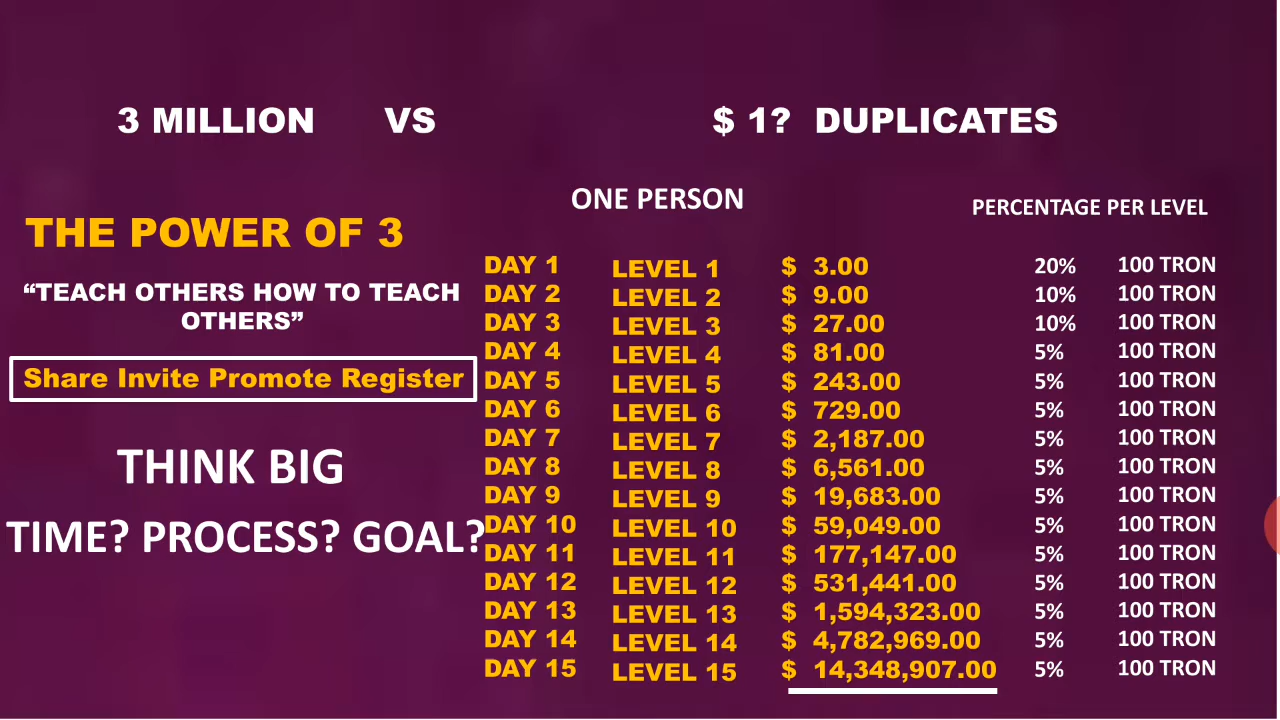 3 MILLION VS $ 1? DUPLICATES
ONE PERSON
PERCENTAGE PER LEVEL
THE POWER OF 3
“TEACH OTHERS HOW TO TEACH
OTHERS”
Share Invite Promote Register
THINK BIG
TIME? PROCESS? GOAL?
DAY 1 LEVEL 1 $ 3.00 20% 100 TRON
DAY 2 LEVEL 2 $ 9.00 10% 100 TRON
DAY 3 LEVEL 3 $ 27.00 10% 100 TRON
DAY 4 LEVEL 4 $ 81.00 5% 100 TRON
DAY 5 LEVEL 5 $ 243.00 5% 100 TRON
DAY 6 LEVEL 6 $ 729.00 5% 100 TRON
DAY 7 LEVEL 7 $ 2,187.00 5% 100 TRON
DAY 8 LEVEL 8 $ 6,561.00 5% 100 TRON
DAY 9 LEVEL 9 $ 19,683.00 5% 100 TRON
DAY 10 LEVEL 10 $ 59,049.00 5% 100 TRON
DAY 11 LEVEL 11 $ 177,147.00 5% 100 TRON
DAY 12 LEVEL 12 $ 531,441.00 5% 100 TRON
DAY 13 LEVEL 13 $ 1,594,323.00 5% 100 TRON
DAY 14 LEVEL 14 $ 4,782,969.00 5% 100 TRON
DAY 15 LEVEL 15 $ 14,348,907.00 5% 100 TRON